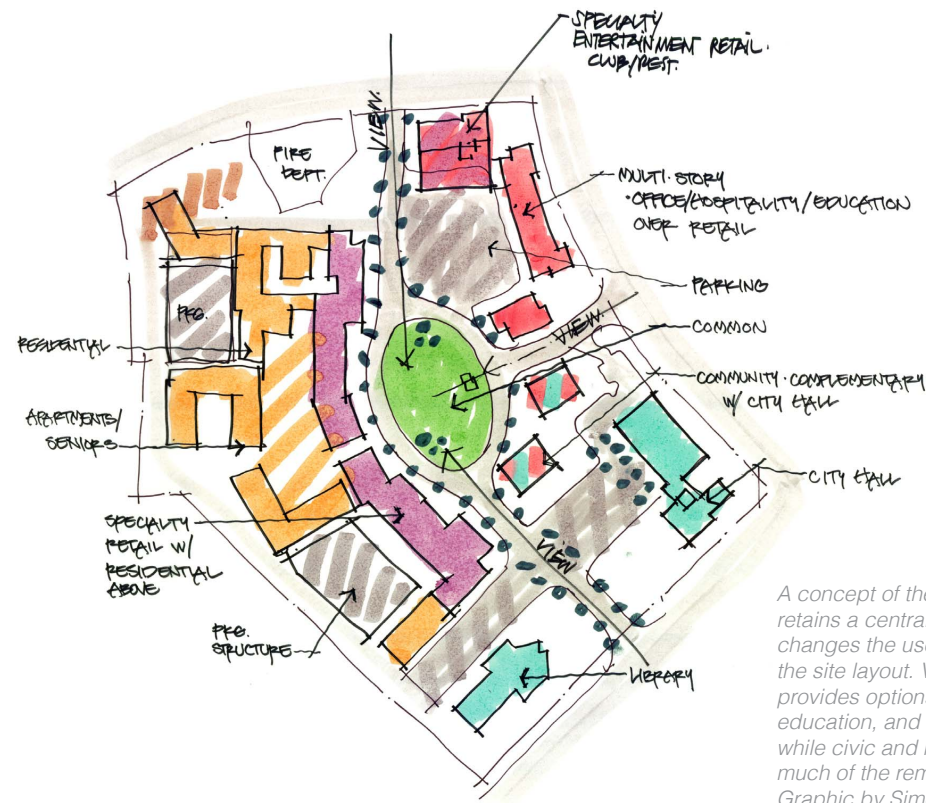 SPECIALTY
ENTERTAINMENT RETAIL.
CLUB/REST.
VIEW.
FIRE
DEPT.
MULTI-STORY
·OFFICE/HOSPITALITY/EDUCATION
OVER RETAIL
PARKING
PKG.
VIEW.
COMMON
RESIDENTIAL
COMMUNITY·COMPLEMENTARY
W/ CITY HALL
APARTMENTS/
SENIORS
CITY HALL
SPECIALTY
RETAIL W/
RESIDENTIAL
ABOVE
VIEW
PKG.
STRUCTURE
LIBRARY
A concept of the
retains a central
changes the use
the site layout.
provides option
education, and
while civic and
much of the rem
Graphic by Sim